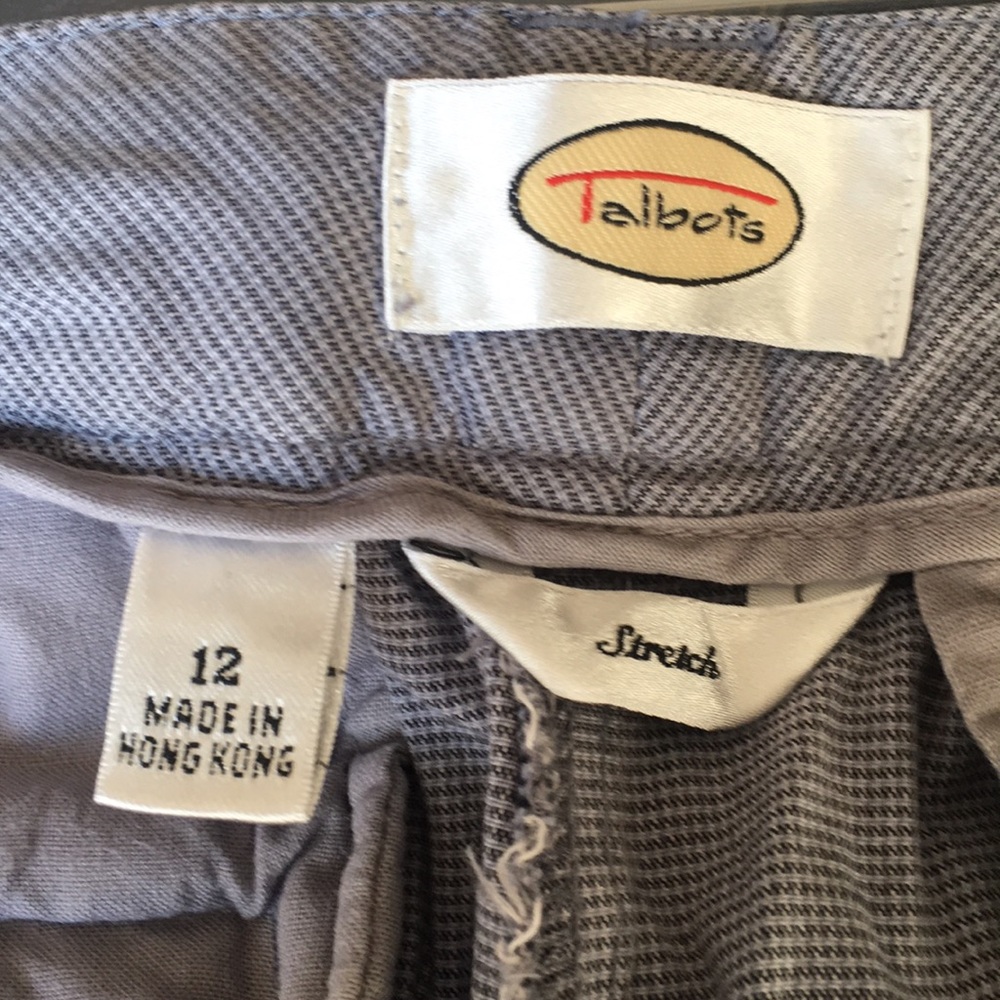 Talbots
Stretch
12
MADE IN
HONG KONG